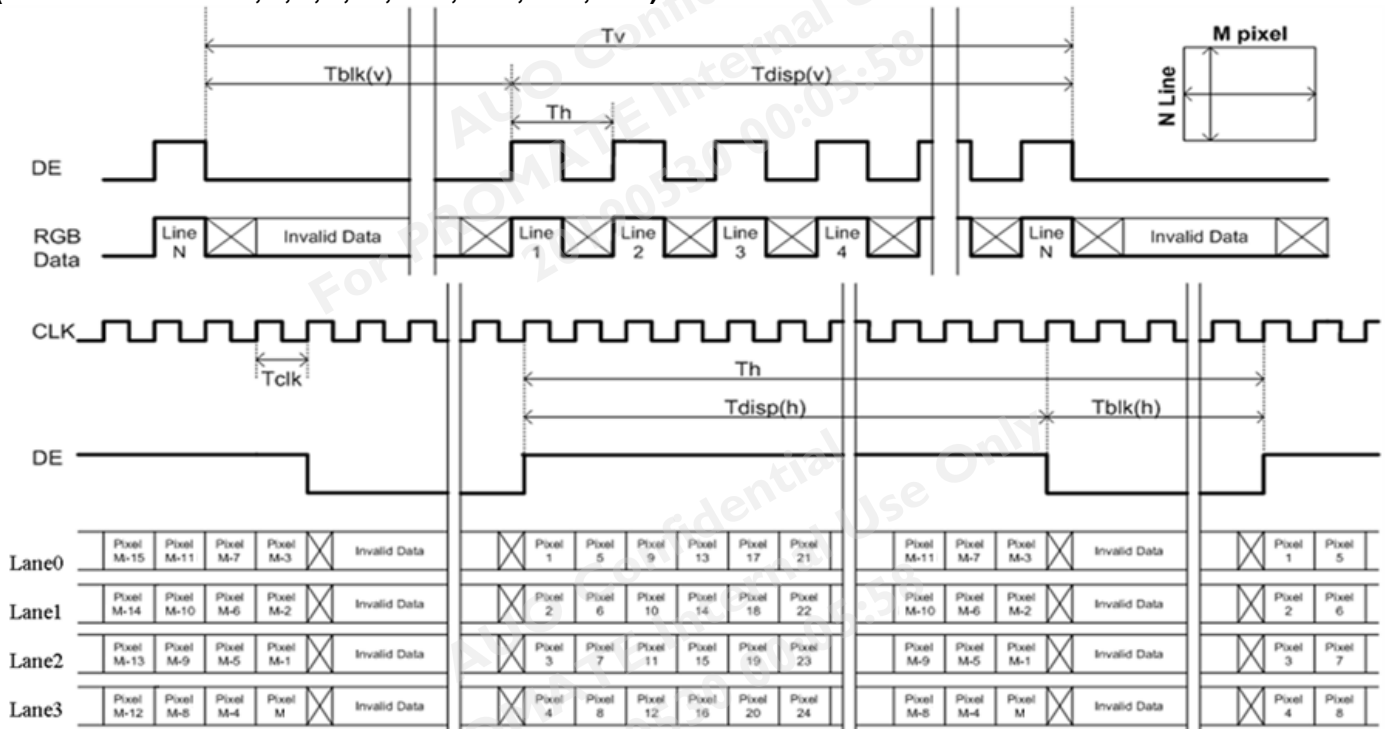 Tv
M pixel
Tblk(v) Tdisp(v)
N Line
Th
DE
RGB Data
Line N Invalid Data Line 1 Line 2 Line 3 Line 4 Line N Invalid Data
CLK
Tclk
Th
Tdisp(h) Tblk(h)
DE
Lane0 Pixel M-15 Pixel M-11 Pixel M-7 Pixel M-3 Invalid Data Pixel 1 Pixel 5 Pixel 9 Pixel 13 Pixel 17 Pixel 21 Pixel M-11 Pixel M-7 Pixel M-3 Invalid Data Pixel 1 Pixel 5
Lane1 Pixel M-14 Pixel M-10 Pixel M-6 Pixel M-2 Invalid Data Pixel 2 Pixel 6 Pixel 10 Pixel 14 Pixel 18 Pixel 22 Pixel M-10 Pixel M-6 Pixel M-2 Invalid Data Pixel 2 Pixel 6
Lane2 Pixel M-13 Pixel M-9 Pixel M-5 Pixel M-1 Invalid Data Pixel 3 Pixel 7 Pixel 11 Pixel 15 Pixel 19 Pixel 23 Pixel M-9 Pixel M-5 Pixel M-1 Invalid Data Pixel 3 Pixel 7
Lane3 Pixel M-12 Pixel M-8 Pixel M-4 Pixel M Invalid Data Pixel 4 Pixel 8 Pixel 12 Pixel 16 Pixel 20 Pixel 24 Pixel M-8 Pixel M-4 Pixel M Invalid Data Pixel 4 Pixel 8
For PROMATE Internal
20190530 00:05:58
AUO Confidential
Internal Use Only